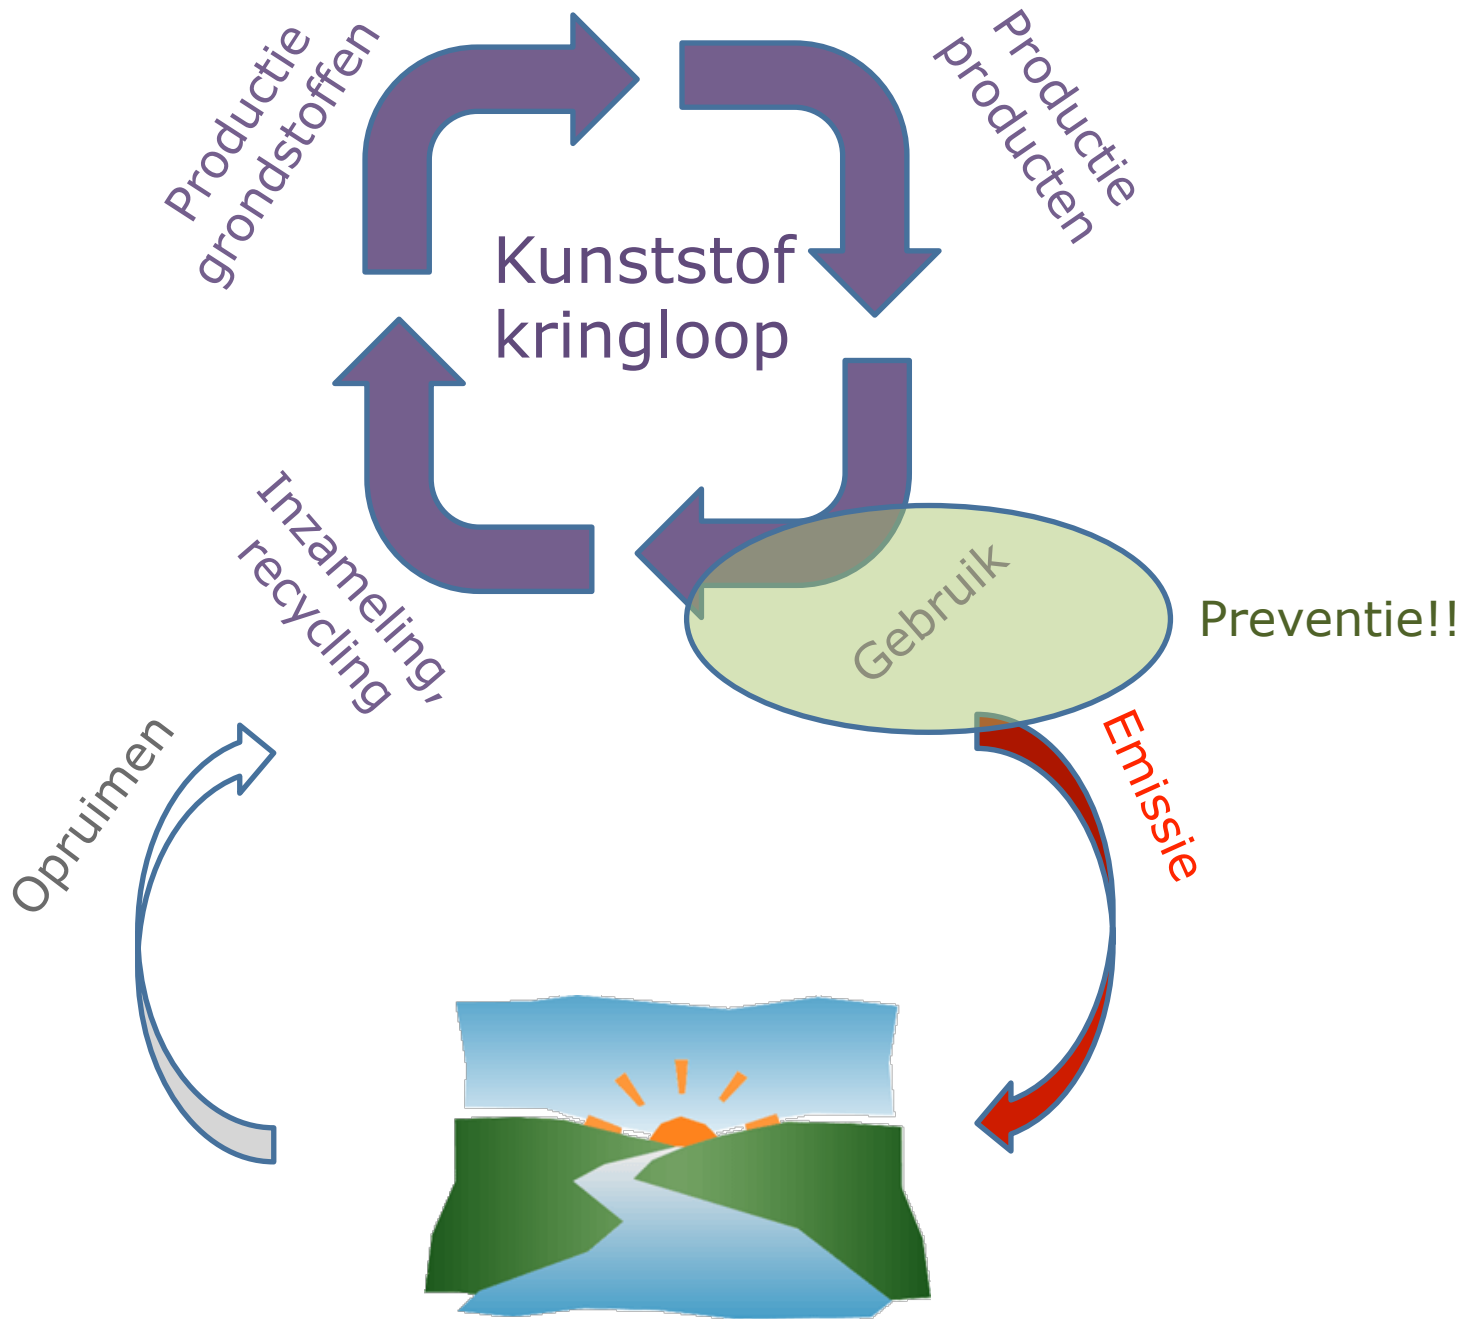 Productie
grondstoffen
Productie
producten
Kunststof
kringloop
Inzameling,
recycling
Gebruik
Preventie!!
Opruimen
Emissie